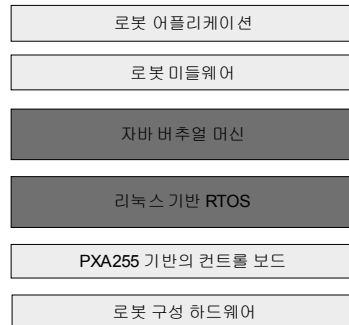 로봇 어플리케이션
로봇 미들웨어
자바 버추얼 머신
리눅스 기반 RTOS
PXA255 기반의 컨트롤 보드
로봇 구성 하드웨어